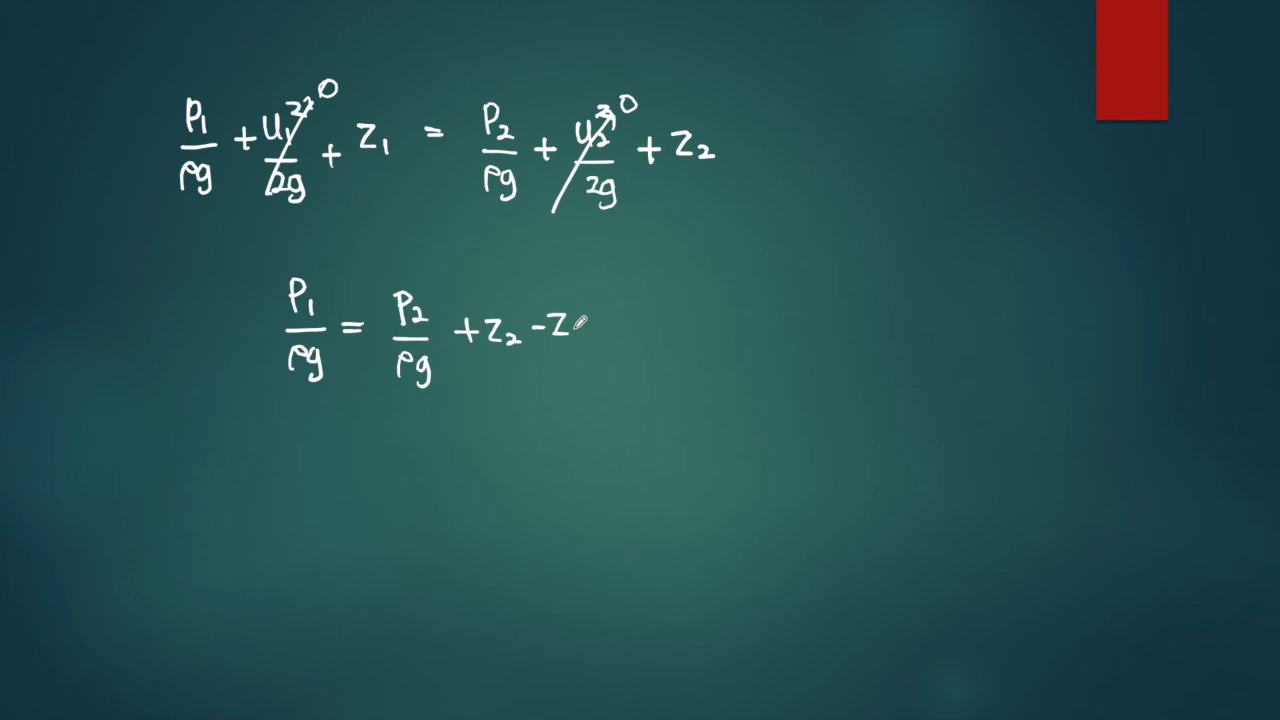 P₁/ρg + u₁²/2g → 0 + Z₁ = P₂/ρg + u₂²/2g → 0 + Z₂
P₁/ρg = P₂/ρg + Z₂ - Z